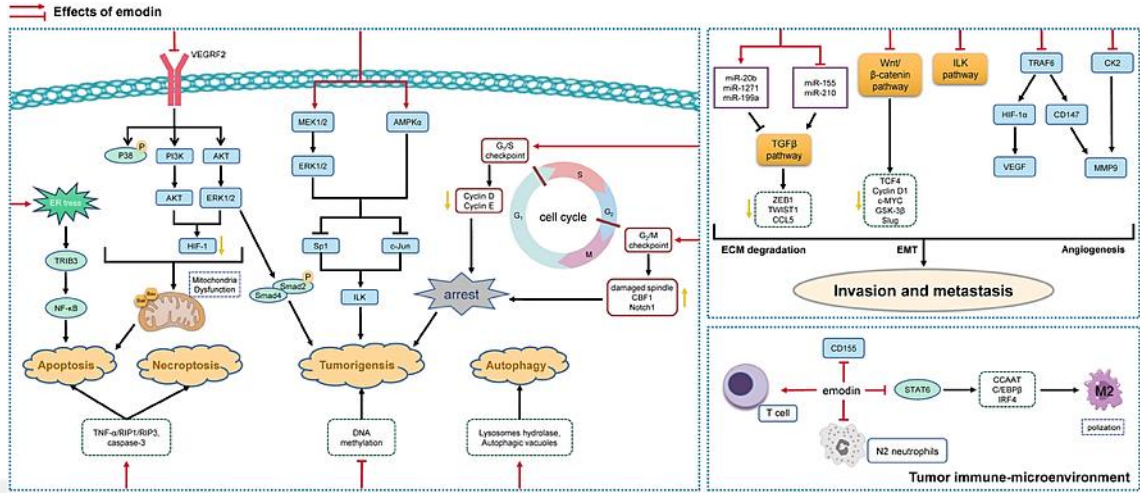 Effects of emodin
VEGRF2
P
P38
PI3K
AKT
AKT
ERK1/2
HIF-1
ER tress
TRIB3
NF-κB
Mitochondria
Dysfunction
Bax
Apoptosis
Necroptosis
TNF-α/RIP1/RIP3,
caspase-3
MEK1/2
AMPKα
ERK1/2
Sp1
c-Jun
ILK
P
Smad2
Smad4
Tumorigensis
DNA
methylation
G1/S
checkpoint
Cyclin D
Cyclin E
arrest
cell cycle
S
G1
G2
M
G2/M
checkpoint
damaged spindle
CBF1
Notch1
Autophagy
Lysosomes hydrolase,
Autophagic vacuoles
miR-20b
miR-1271
miR-199a
miR-155
miR-210
TGFβ
pathway
ZEB1
TWIST1
CCL5
Wnt/
β-catenin
pathway
TCF4
Cyclin D1
c-MYC
GSK-3β
Slug
ILK
pathway
TRAF6
HIF-1α
CD147
VEGF
CK2
MMP9
ECM degradation
EMT
Angiogenesis
Invasion and metastasis
CD155
T cell
emodin
STAT6
CCAAT
C/EBPβ
IRF4
M2
polization
N2 neutrophils
Tumor immune-microenvironment